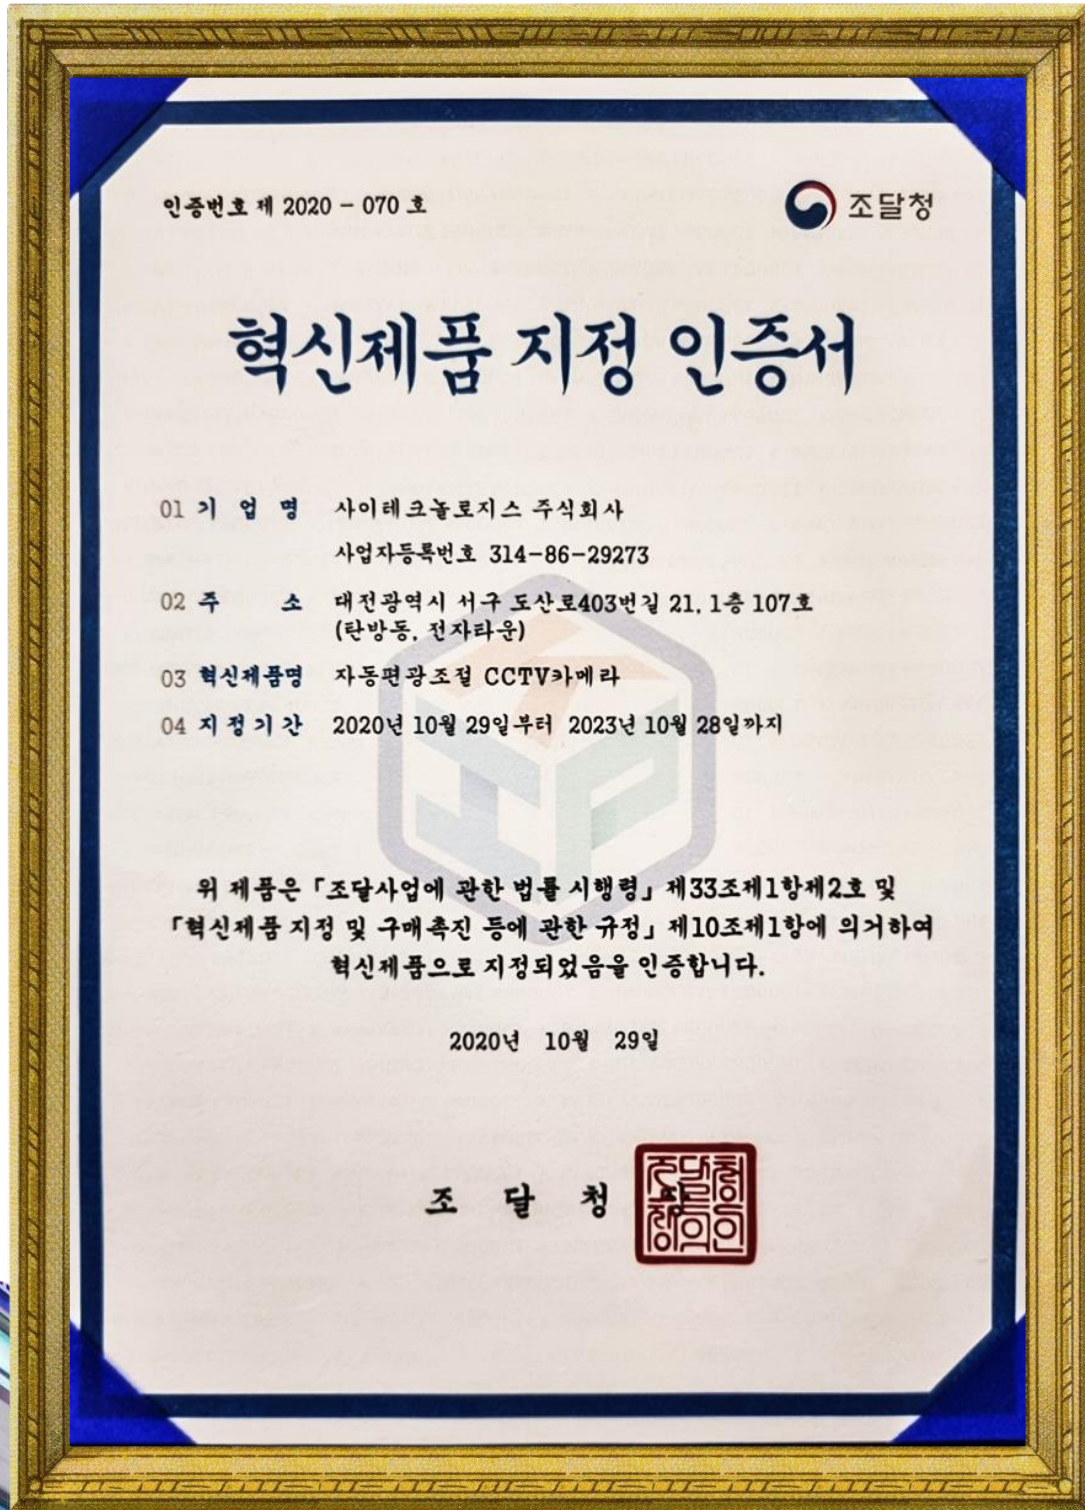 인증번호 제 2020 - 070 호
조달청
혁신제품 지정 인증서
01 기 업 명 사이테크놀로지스 주식회사
사업자등록번호 314-86-29273
02 주 소 대전광역시 서구 도산로403번길 21, 1층 107호
(탄방동, 전자타운)
03 혁신제품명 자동편광조절 CCTV카메라
04 지정기간 2020년 10월 29일부터 2023년 10월 28일까지
위 제품은 「조달사업에 관한 법률 시행령」 제33조제1항제2호 및
「혁신제품 지정 및 구매촉진 등에 관한 규정」 제10조제1항에 의거하여
혁신제품으로 지정되었음을 인증합니다.
2020년 10월 29일
조 달 청 장
조달청장의인